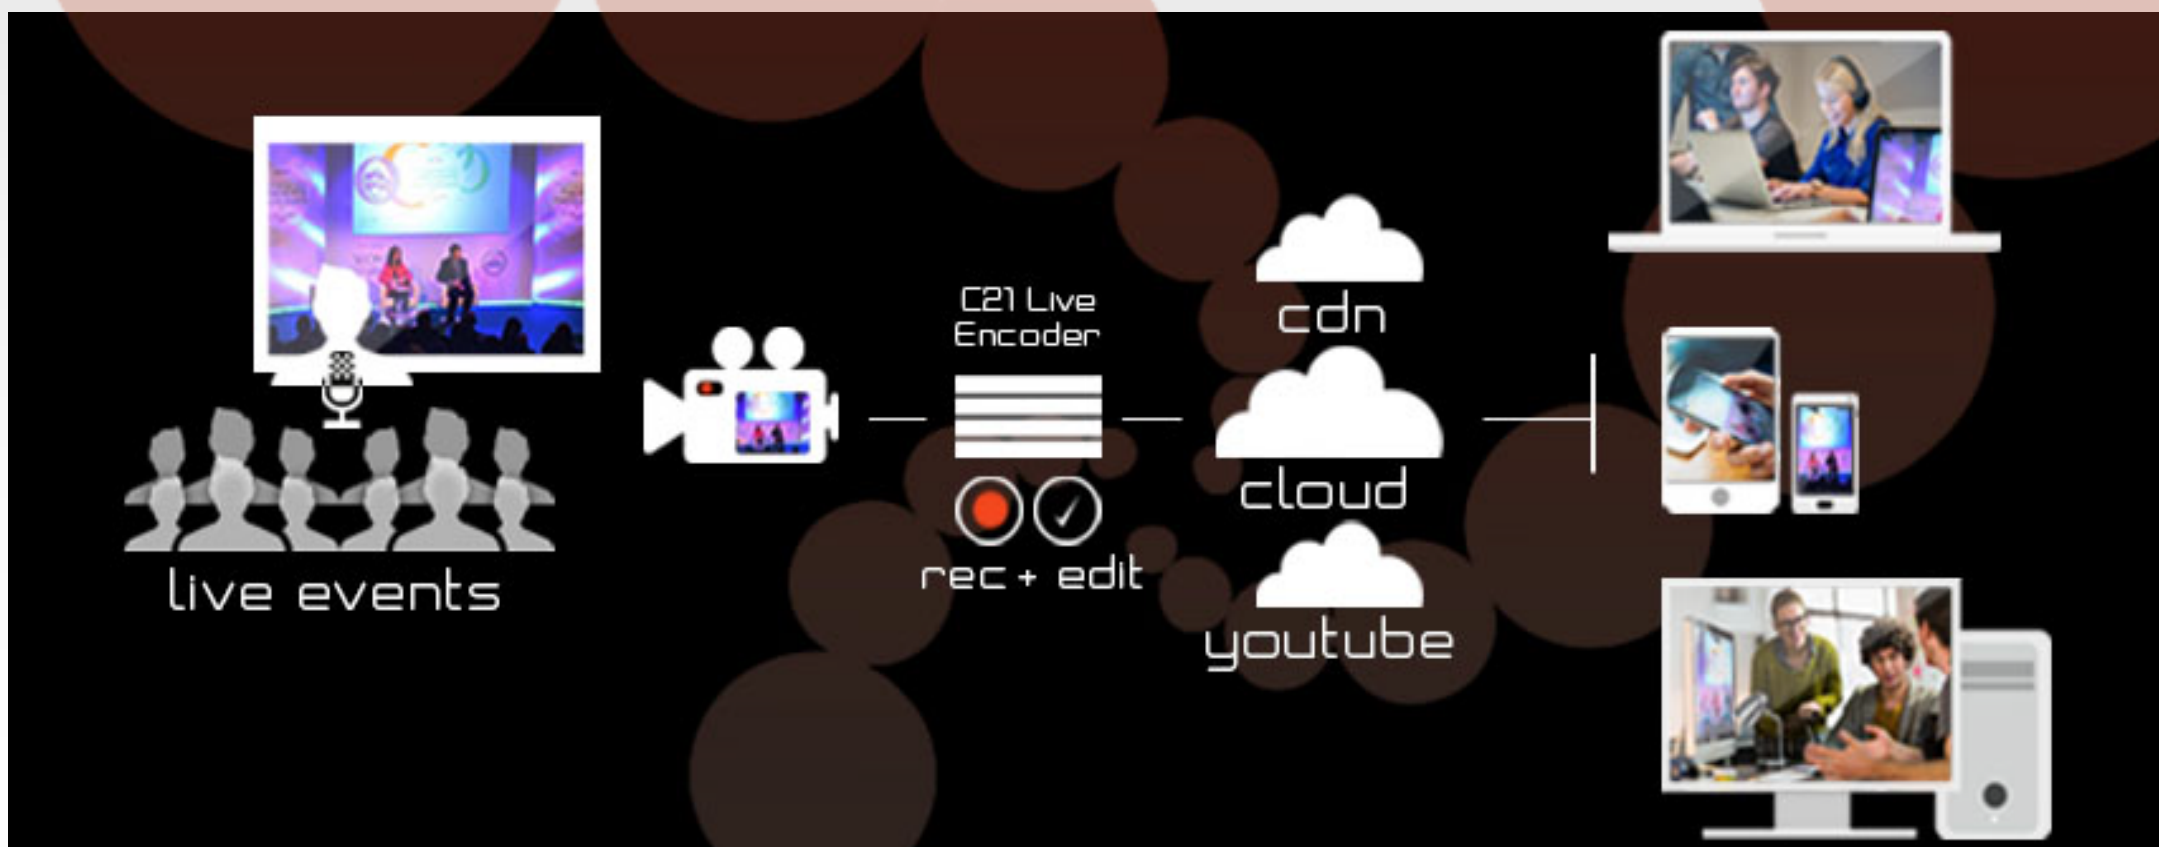 live events
C21 Live
Encoder
rec + edit
cdn
cloud
youtube